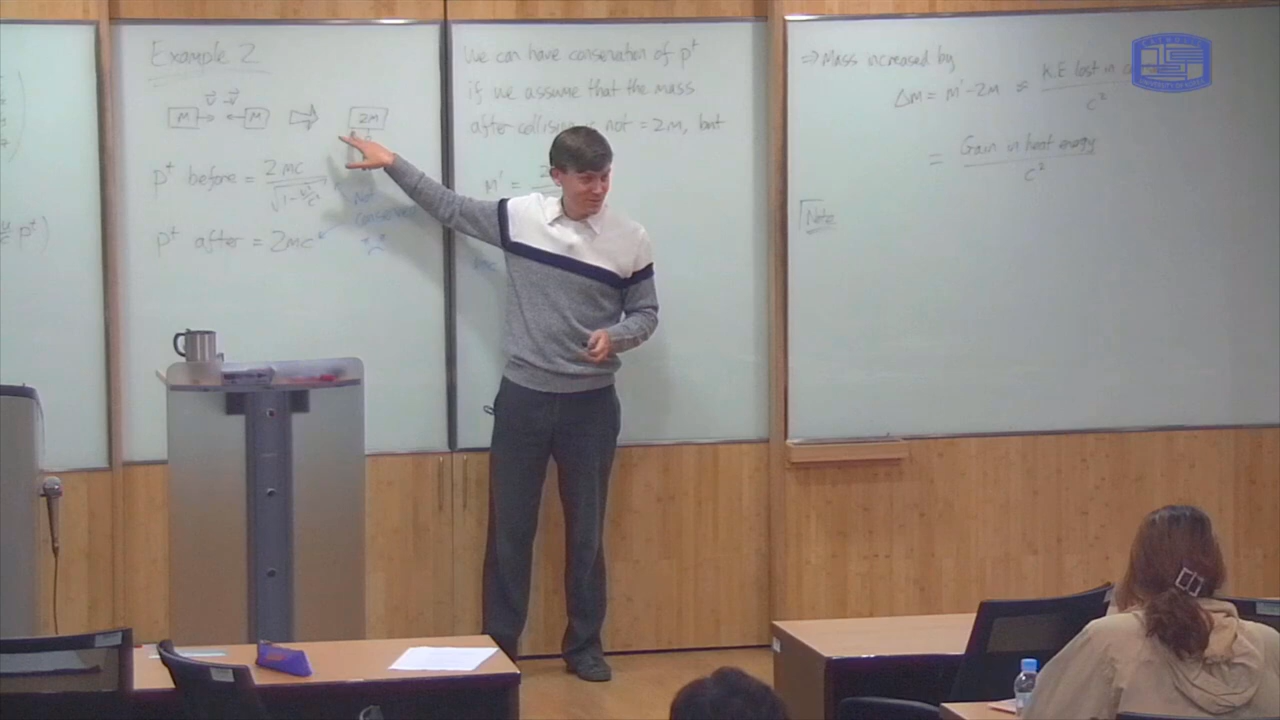 Example 2
M v⃗ -v⃗ M ⇒ 2M
p^t before = 2mc / √(1-v²/c²)
Not
conserved
p^t after = 2mc
p^t)
We can have conservation of p^t
if we assume that the mass
after collision is not = 2m, but
M' =
⇒ Mass increased by
Δm = M' - 2m = K.E lost in / c²
= Gain in heat energy / c²
Note
CATHOLIC